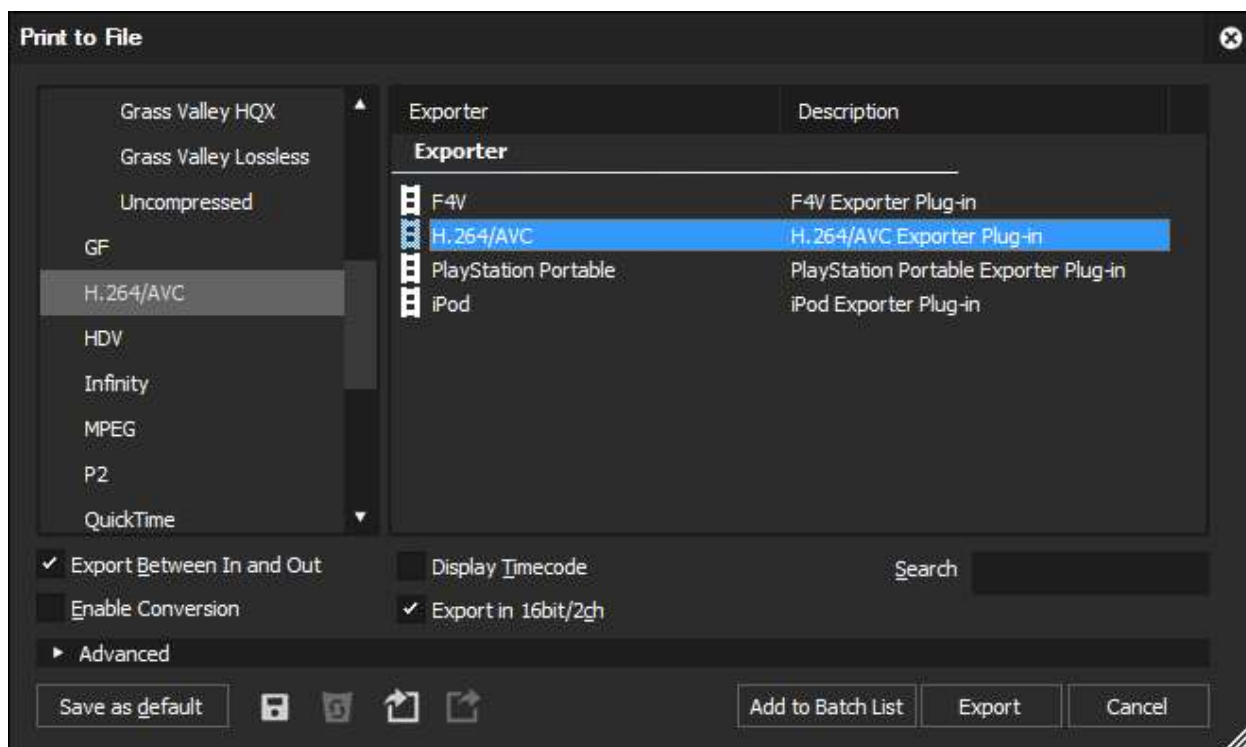 Print to File
Grass Valley HQX
Grass Valley Lossless
Uncompressed
GF
H.264/AVC
HDV
Infinity
MPEG
P2
QuickTime
Exporter Description
Exporter
F4V F4V Exporter Plug-in
H.264/AVC H.264/AVC Exporter Plug-in
PlayStation Portable PlayStation Portable Exporter Plug-in
iPod iPod Exporter Plug-in
Export Between In and Out Display Timecode Search
Enable Conversion Export in 16bit/2ch
Advanced
Save as default Add to Batch List Export Cancel